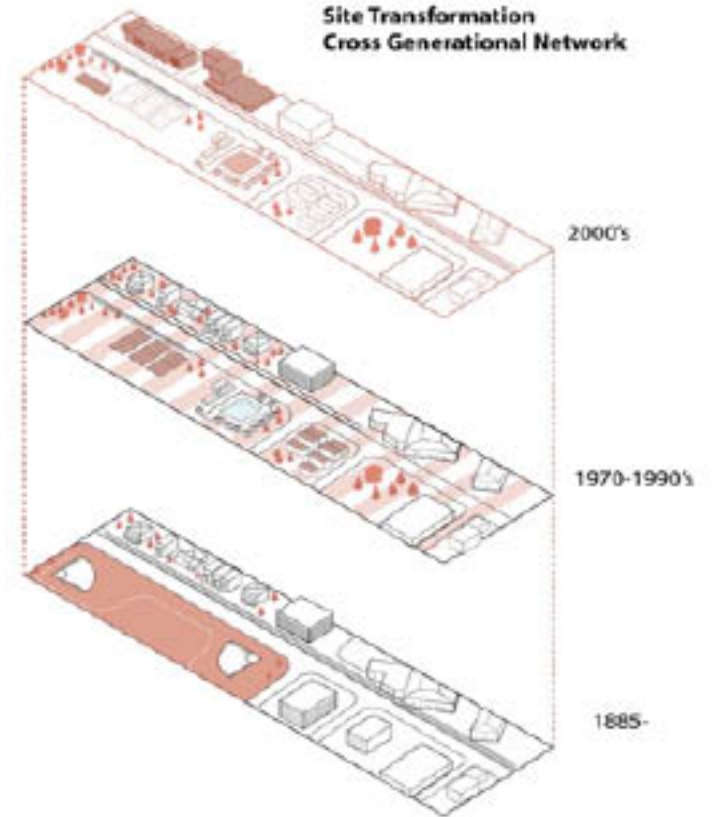 Site Transformation
Cross Generational Network
2000's
1970-1990's
1885-